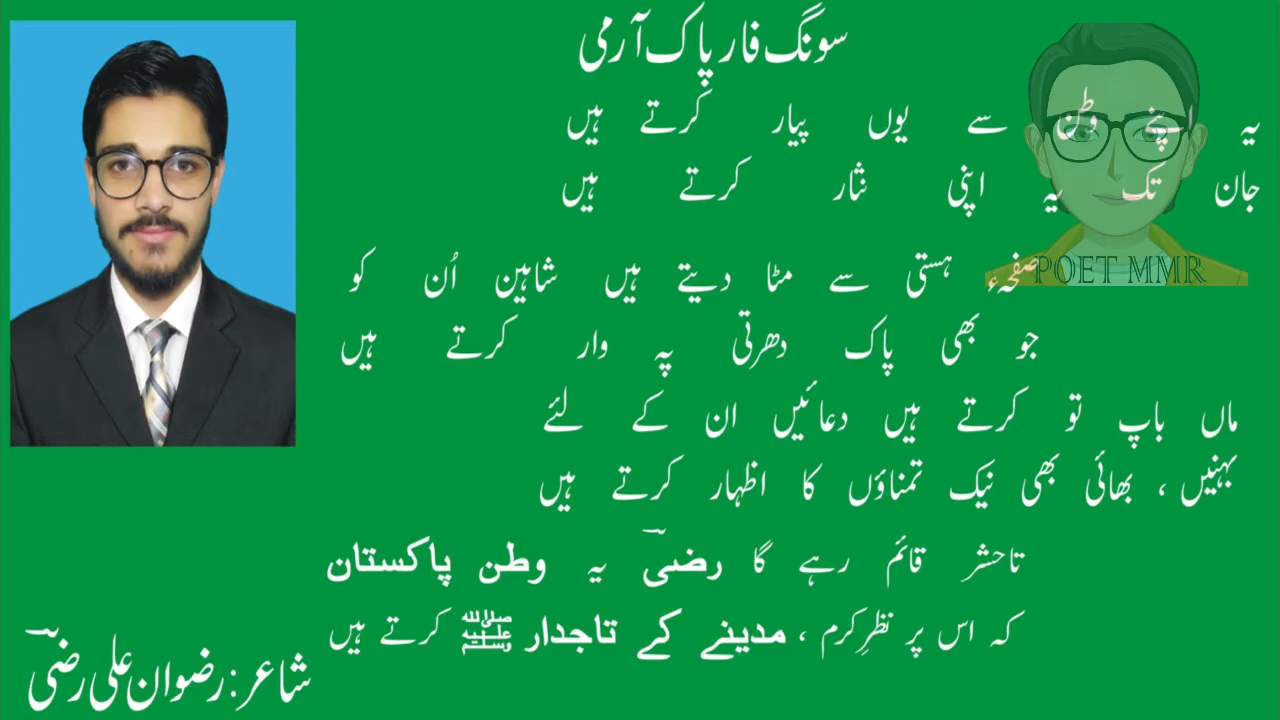 سونگ فار پاک آرمی
یہ اپنے وطن سے یوں پیار کرتے ہیں
جان تک یہ اپنی نثار کرتے ہیں
صفحہء ہستی سے مٹا دیتے ہیں شاہین اُن کو
جو بھی پاک دھرتی پہ وار کرتے ہیں
ماں باپ تو کرتے ہیں دعائیں ان کے لئے
بہنیں ، بھائی بھی نیک تمناؤں کا اظہار کرتے ہیں
تاحشر قائم رہے گا رضیؔ یہ وطن پاکستان
کہ اس پر نظرِکرم ، مدینے کے تاجدار ﷺ کرتے ہیں
شاعر : رضوان علی رضیؔ
POET MMR